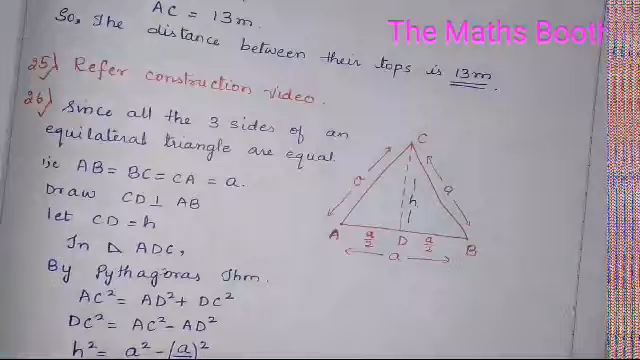 AC = 13m.
So, The distance between their tops is 13m.
The Maths Booth
25) Refer construction video.
26) Since all the 3 sides of an
equilateral triangle are equal
ie AB = BC = CA = a.
Draw CD ⊥ AB
let CD = h
In Δ ADC,
By Pythagoras Thm.
AC² = AD² + DC²
DC² = AC² - AD²
h² = a² - (a)²
C
a
a
h
A
a/2
D
a/2
B
a